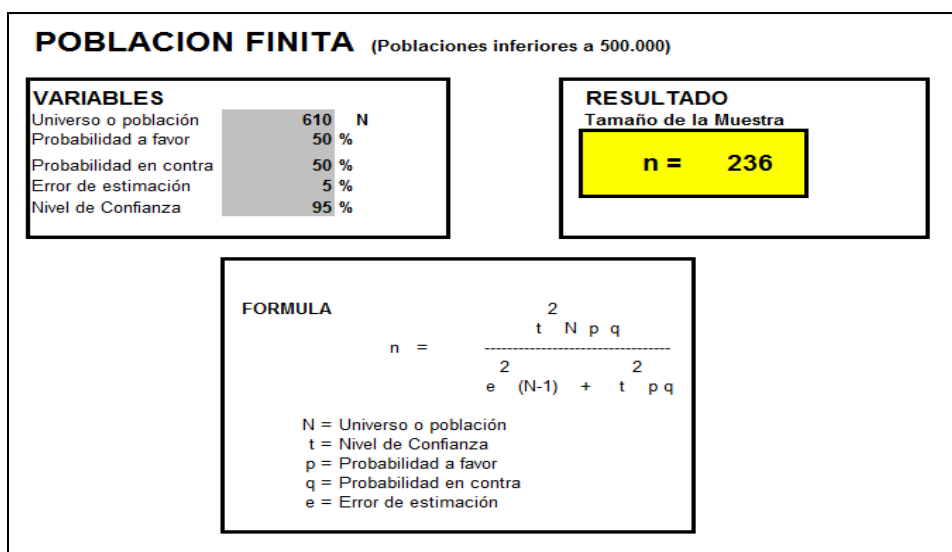 POBLACION FINITA (Poblaciones inferiores a 500.000)
VARIABLES
Universo o población 610 N
Probabilidad a favor 50 %
Probabilidad en contra 50 %
Error de estimación 5 %
Nivel de Confianza 95 %
RESULTADO
Tamaño de la Muestra
n = 236
FORMULA
2
t N p q
n = ---------------------------------
2 2
e (N-1) + t p q
N = Universo o población
t = Nivel de Confianza
p = Probabilidad a favor
q = Probabilidad en contra
e = Error de estimación